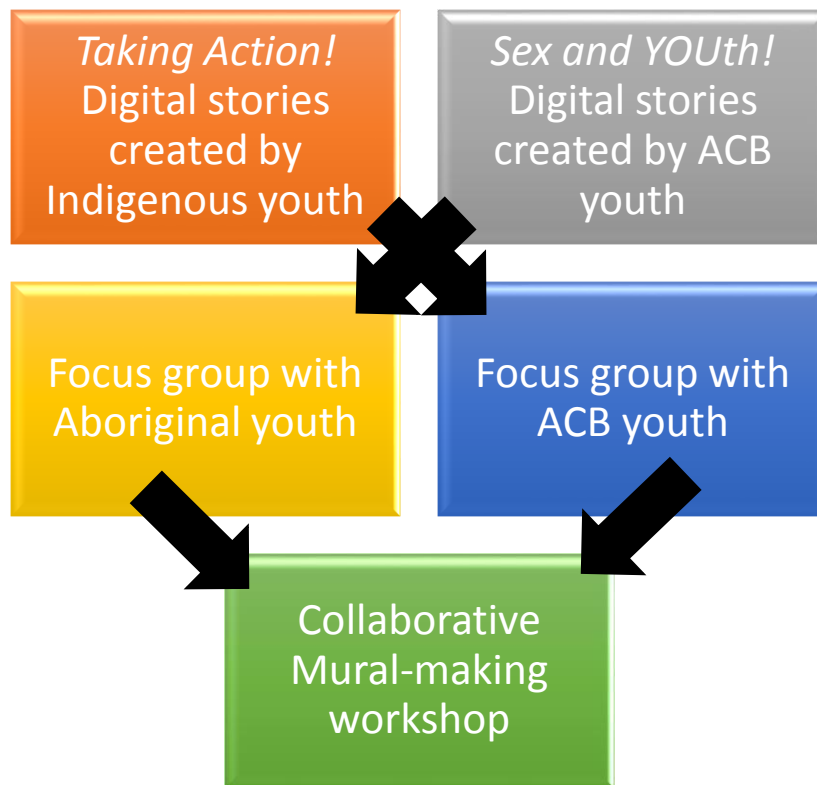 Taking Action!
Digital stories
created by
Indigenous youth
Sex and YOUth!
Digital stories
created by ACB
youth
Focus group with
Aboriginal youth
Focus group with
ACB youth
Collaborative
Mural-making
workshop